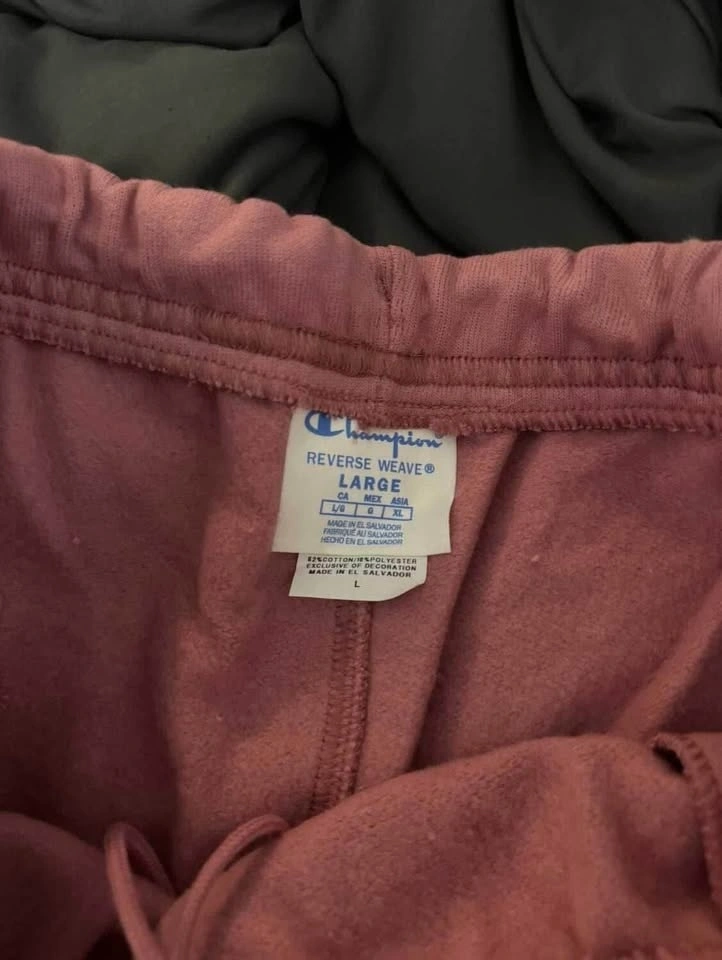 Champion
REVERSE WEAVE®
LARGE
CA MEX ASIA
L/G G XL
MADE IN EL SALVADOR
FABRIQUÉ AU SALVADOR
HECHO EN EL SALVADOR
82%COTTON/18%POLYESTER
EXCLUSIVE OF DECORATION
MADE IN EL SALVADOR
L